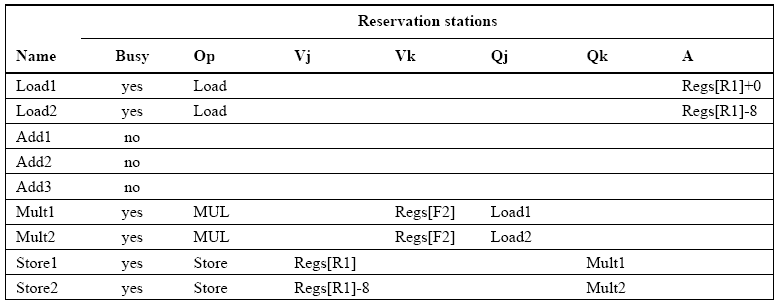 Reservation stations
Name Busy Op Vj Vk Qj Qk A
Load1 yes Load Regs[R1]+0
Load2 yes Load Regs[R1]-8
Add1 no
Add2 no
Add3 no
Mult1 yes MUL Regs[F2] Load1
Mult2 yes MUL Regs[F2] Load2
Store1 yes Store Regs[R1] Mult1
Store2 yes Store Regs[R1]-8 Mult2